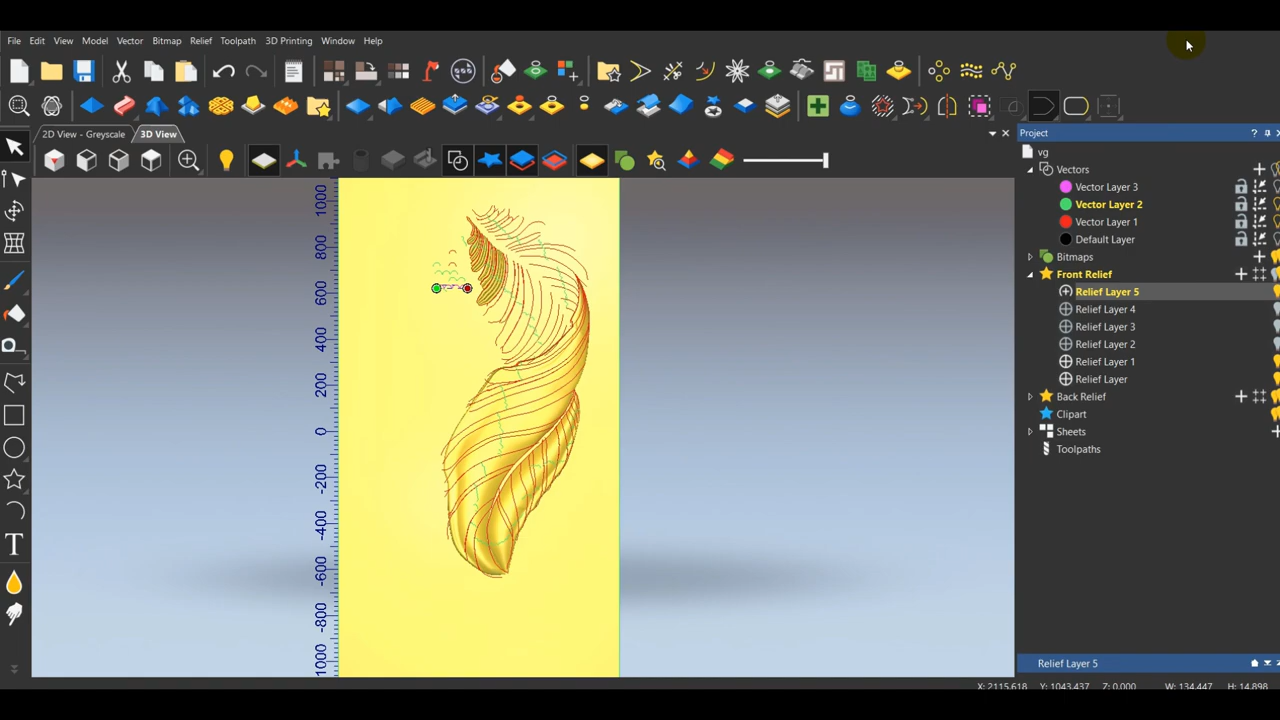 File Edit View Model Vector Bitmap Relief Toolpath 3D Printing Window Help
2D View - Greyscale 3D View
Project
vg
Vectors
Vector Layer 3
Vector Layer 2
Vector Layer 1
Default Layer
Bitmaps
Front Relief
Relief Layer 5
Relief Layer 4
Relief Layer 3
Relief Layer 2
Relief Layer 1
Relief Layer
Back Relief
Clipart
Sheets
Toolpaths
1000
800
600
400
200
0
-200
-400
-600
-800
1000
Relief Layer 5
X: 2115.618 Y: 1043.437 Z: 0.000 W: 134.447 H: 14.898